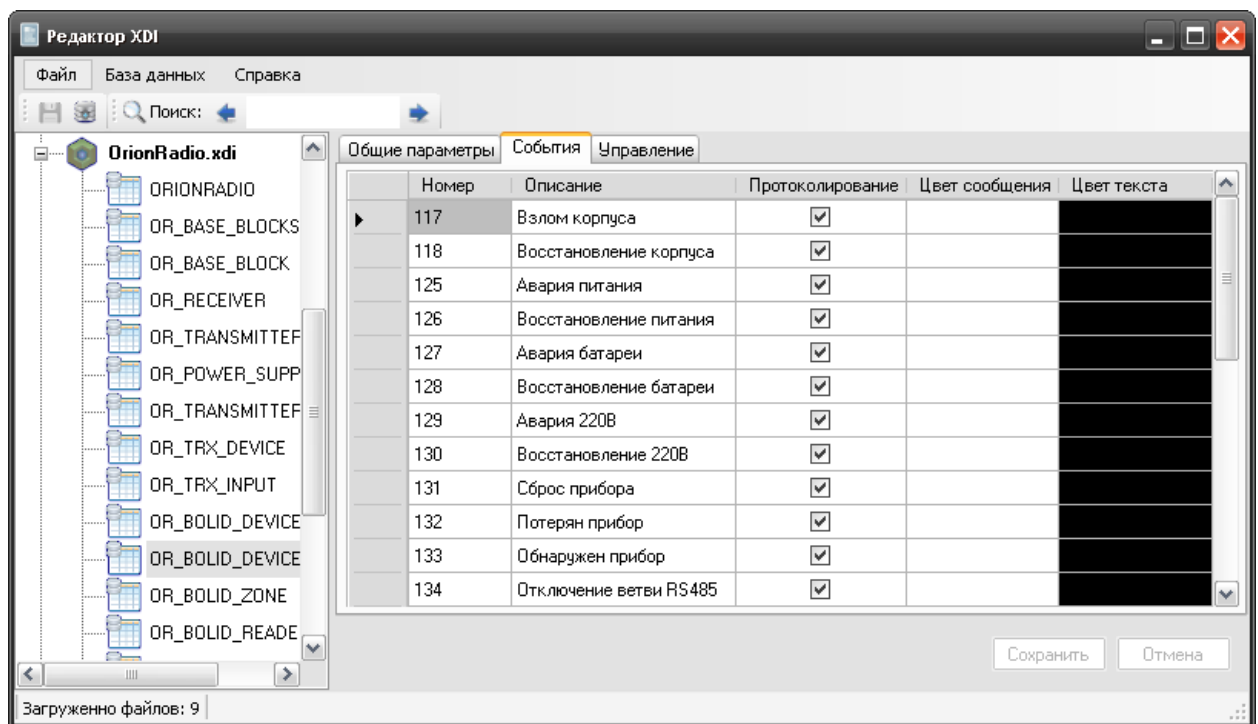 Редактор XDI
Файл База данных Справка
Поиск:
OrionRadio.xdi
ORIONRADIO
OR_BASE_BLOCKS
OR_BASE_BLOCK
OR_RECEIVER
OR_TRANSMITTEF
OR_POWER_SUPP
OR_TRANSMITTEF
OR_TRX_DEVICE
OR_TRX_INPUT
OR_BOLID_DEVICE
OR_BOLID_DEVICE
OR_BOLID_ZONE
OR_BOLID_READE
Общие параметры События Управление
Номер Описание Протоколирование Цвет сообщения Цвет текста
117 Взлом корпуса
118 Восстановление корпуса
125 Авария питания
126 Восстановление питания
127 Авария батареи
128 Восстановление батареи
129 Авария 220В
130 Восстановление 220В
131 Сброс прибора
132 Потерян прибор
133 Обнаружен прибор
134 Отключение ветви RS485
Сохранить Отмена
Загруженно файлов: 9